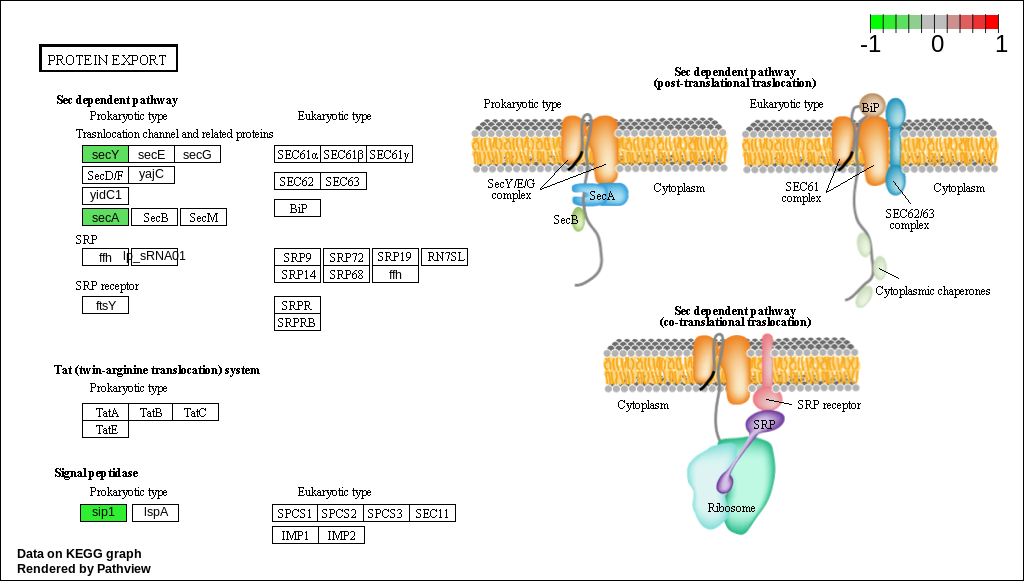 -1 0 1
PROTEIN EXPORT
Sec dependent pathway
Prokaryotic type
Eukaryotic type
Trasnlocation channel and related proteins
secY secE secG
SEC61α SEC61β SEC61γ
SecD/F yajC
SEC62 SEC63
yidC1
BiP
secA SecB SecM
SRP
ffh lp_sRNA01
SRP9 SRP72 SRP19 RN7SL
SRP14 SRP68 ffh
SRP receptor
ftsY
SRPR
SRPRB
Tat (twin-arginine translocation) system
Prokaryotic type
TatA TatB TatC
TatE
Signal peptidase
Prokaryotic type
Eukaryotic type
sip1 lspA
SPCS1 SPCS2 SPCS3 SEC11
IMP1 IMP2
Data on KEGG graph
Rendered by Pathview
Sec dependent pathway
(post-translational traslocation)
Prokaryotic type
Eukaryotic type
BiP
SecY/E/G
complex
SecA
Cytoplasm
SecB
SEC61
complex
Cytoplasm
SEC62/63
complex
Cytoplasmic chaperones
Sec dependent pathway
(co-translational traslocation)
Cytoplasm
SRP receptor
SRP
Ribosome